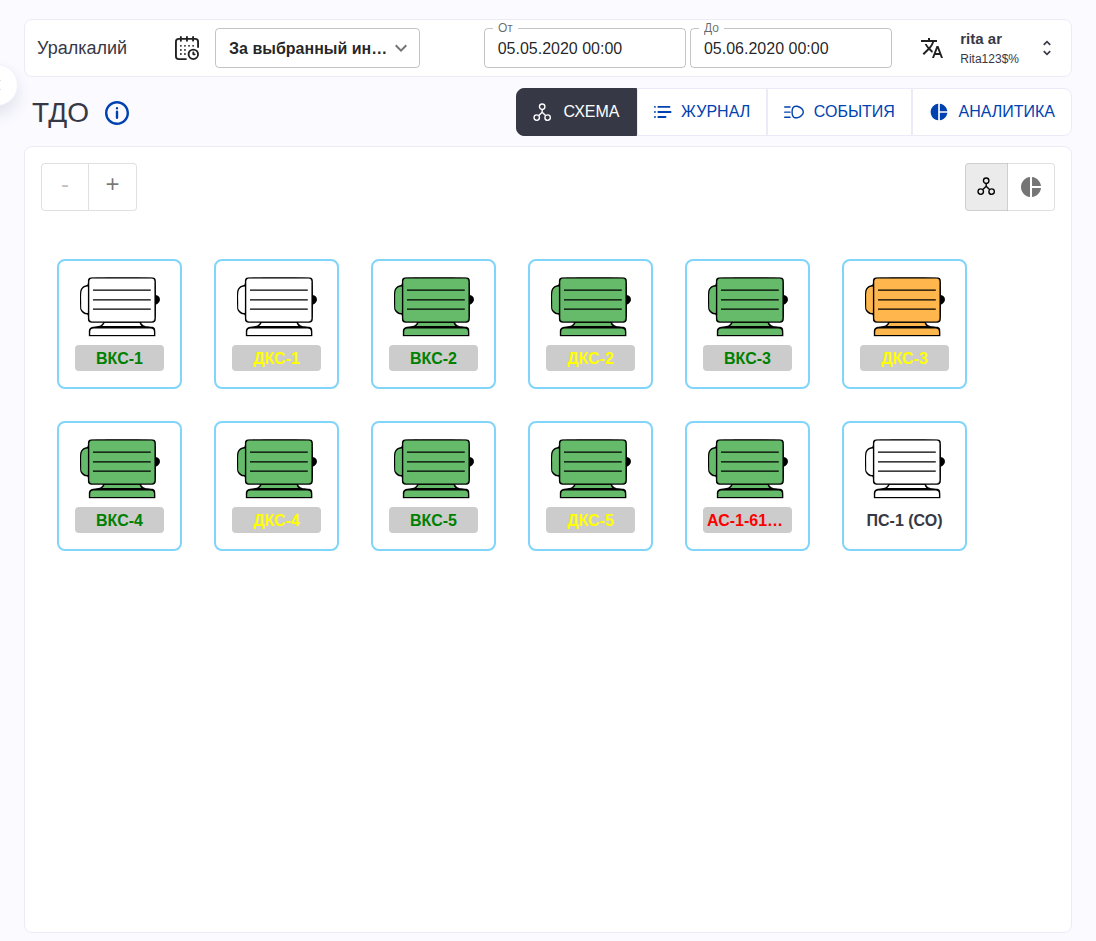 Уралкалий
За выбранный ин...
От
05.05.2020 00:00
До
05.06.2020 00:00
rita ar
Rita123$%
ТДО
СХЕМА
ЖУРНАЛ
СОБЫТИЯ
АНАЛИТИКА
- +
ВКС-1
ДКС-1
ВКС-2
ДКС-2
ВКС-3
ДКС-3
ВКС-4
ДКС-4
ВКС-5
ДКС-5
АС-1-61...
ПС-1 (СО)